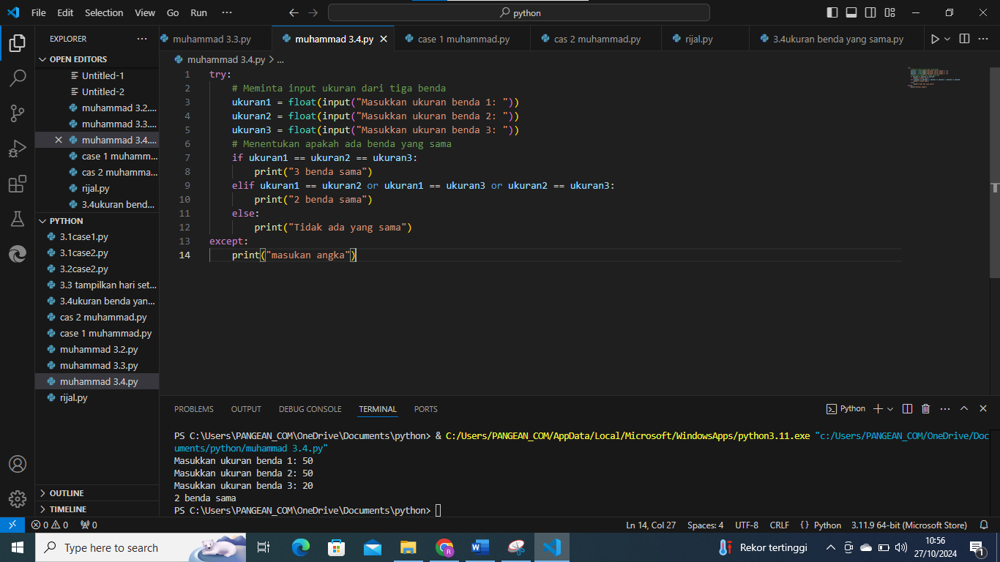 File Edit Selection View Go Run ···
python
EXPLORER ···
OPEN EDITORS
Untitled-1
Untitled-2
muhammad 3.2....
muhammad 3.3....
muhammad 3.4....
case 1 muhamm...
cas 2 muhamma...
rijal.py
3.4ukuran bend...
PYTHON
3.1case1.py
3.1case2.py
3.2case2.py
3.3 tampilkan hari set...
3.4ukuran benda yan...
cas 2 muhammad.py
case 1 muhammad.py
muhammad 3.2.py
muhammad 3.3.py
muhammad 3.4.py
rijal.py
OUTLINE
TIMELINE
muhammad 3.3.py muhammad 3.4.py case 1 muhammad.py cas 2 muhammad.py rijal.py 3.4ukuran benda yang sama.py
muhammad 3.4.py > ...
1 try:
2 # Meminta input ukuran dari tiga benda
3 ukuran1 = float(input("Masukkan ukuran benda 1: "))
4 ukuran2 = float(input("Masukkan ukuran benda 2: "))
5 ukuran3 = float(input("Masukkan ukuran benda 3: "))
6 # Menentukan apakah ada benda yang sama
7 if ukuran1 == ukuran2 == ukuran3:
8 print("3 benda sama")
9 elif ukuran1 == ukuran2 or ukuran1 == ukuran3 or ukuran2 == ukuran3:
10 print("2 benda sama")
11 else:
12 print("Tidak ada yang sama")
13 except:
14 print("masukan angka")
PROBLEMS OUTPUT DEBUG CONSOLE TERMINAL PORTS
Python
PS C:\Users\PANGEAN_COM\OneDrive\Documents\python> & C:/Users/PANGEAN_COM/AppData/Local/Microsoft/WindowsApps/python3.11.exe "c:/Users/PANGEAN_COM/OneDrive/Doc
uments/python/muhammad 3.4.py"
Masukkan ukuran benda 1: 50
Masukkan ukuran benda 2: 50
Masukkan ukuran benda 3: 20
2 benda sama
PS C:\Users\PANGEAN_COM\OneDrive\Documents\python>
0 0 0 Ln 14, Col 27 Spaces: 4 UTF-8 CRLF {} Python 3.11.9 64-bit (Microsoft Store)
Type here to search
Rekor tertinggi
10:56
27/10/2024
1